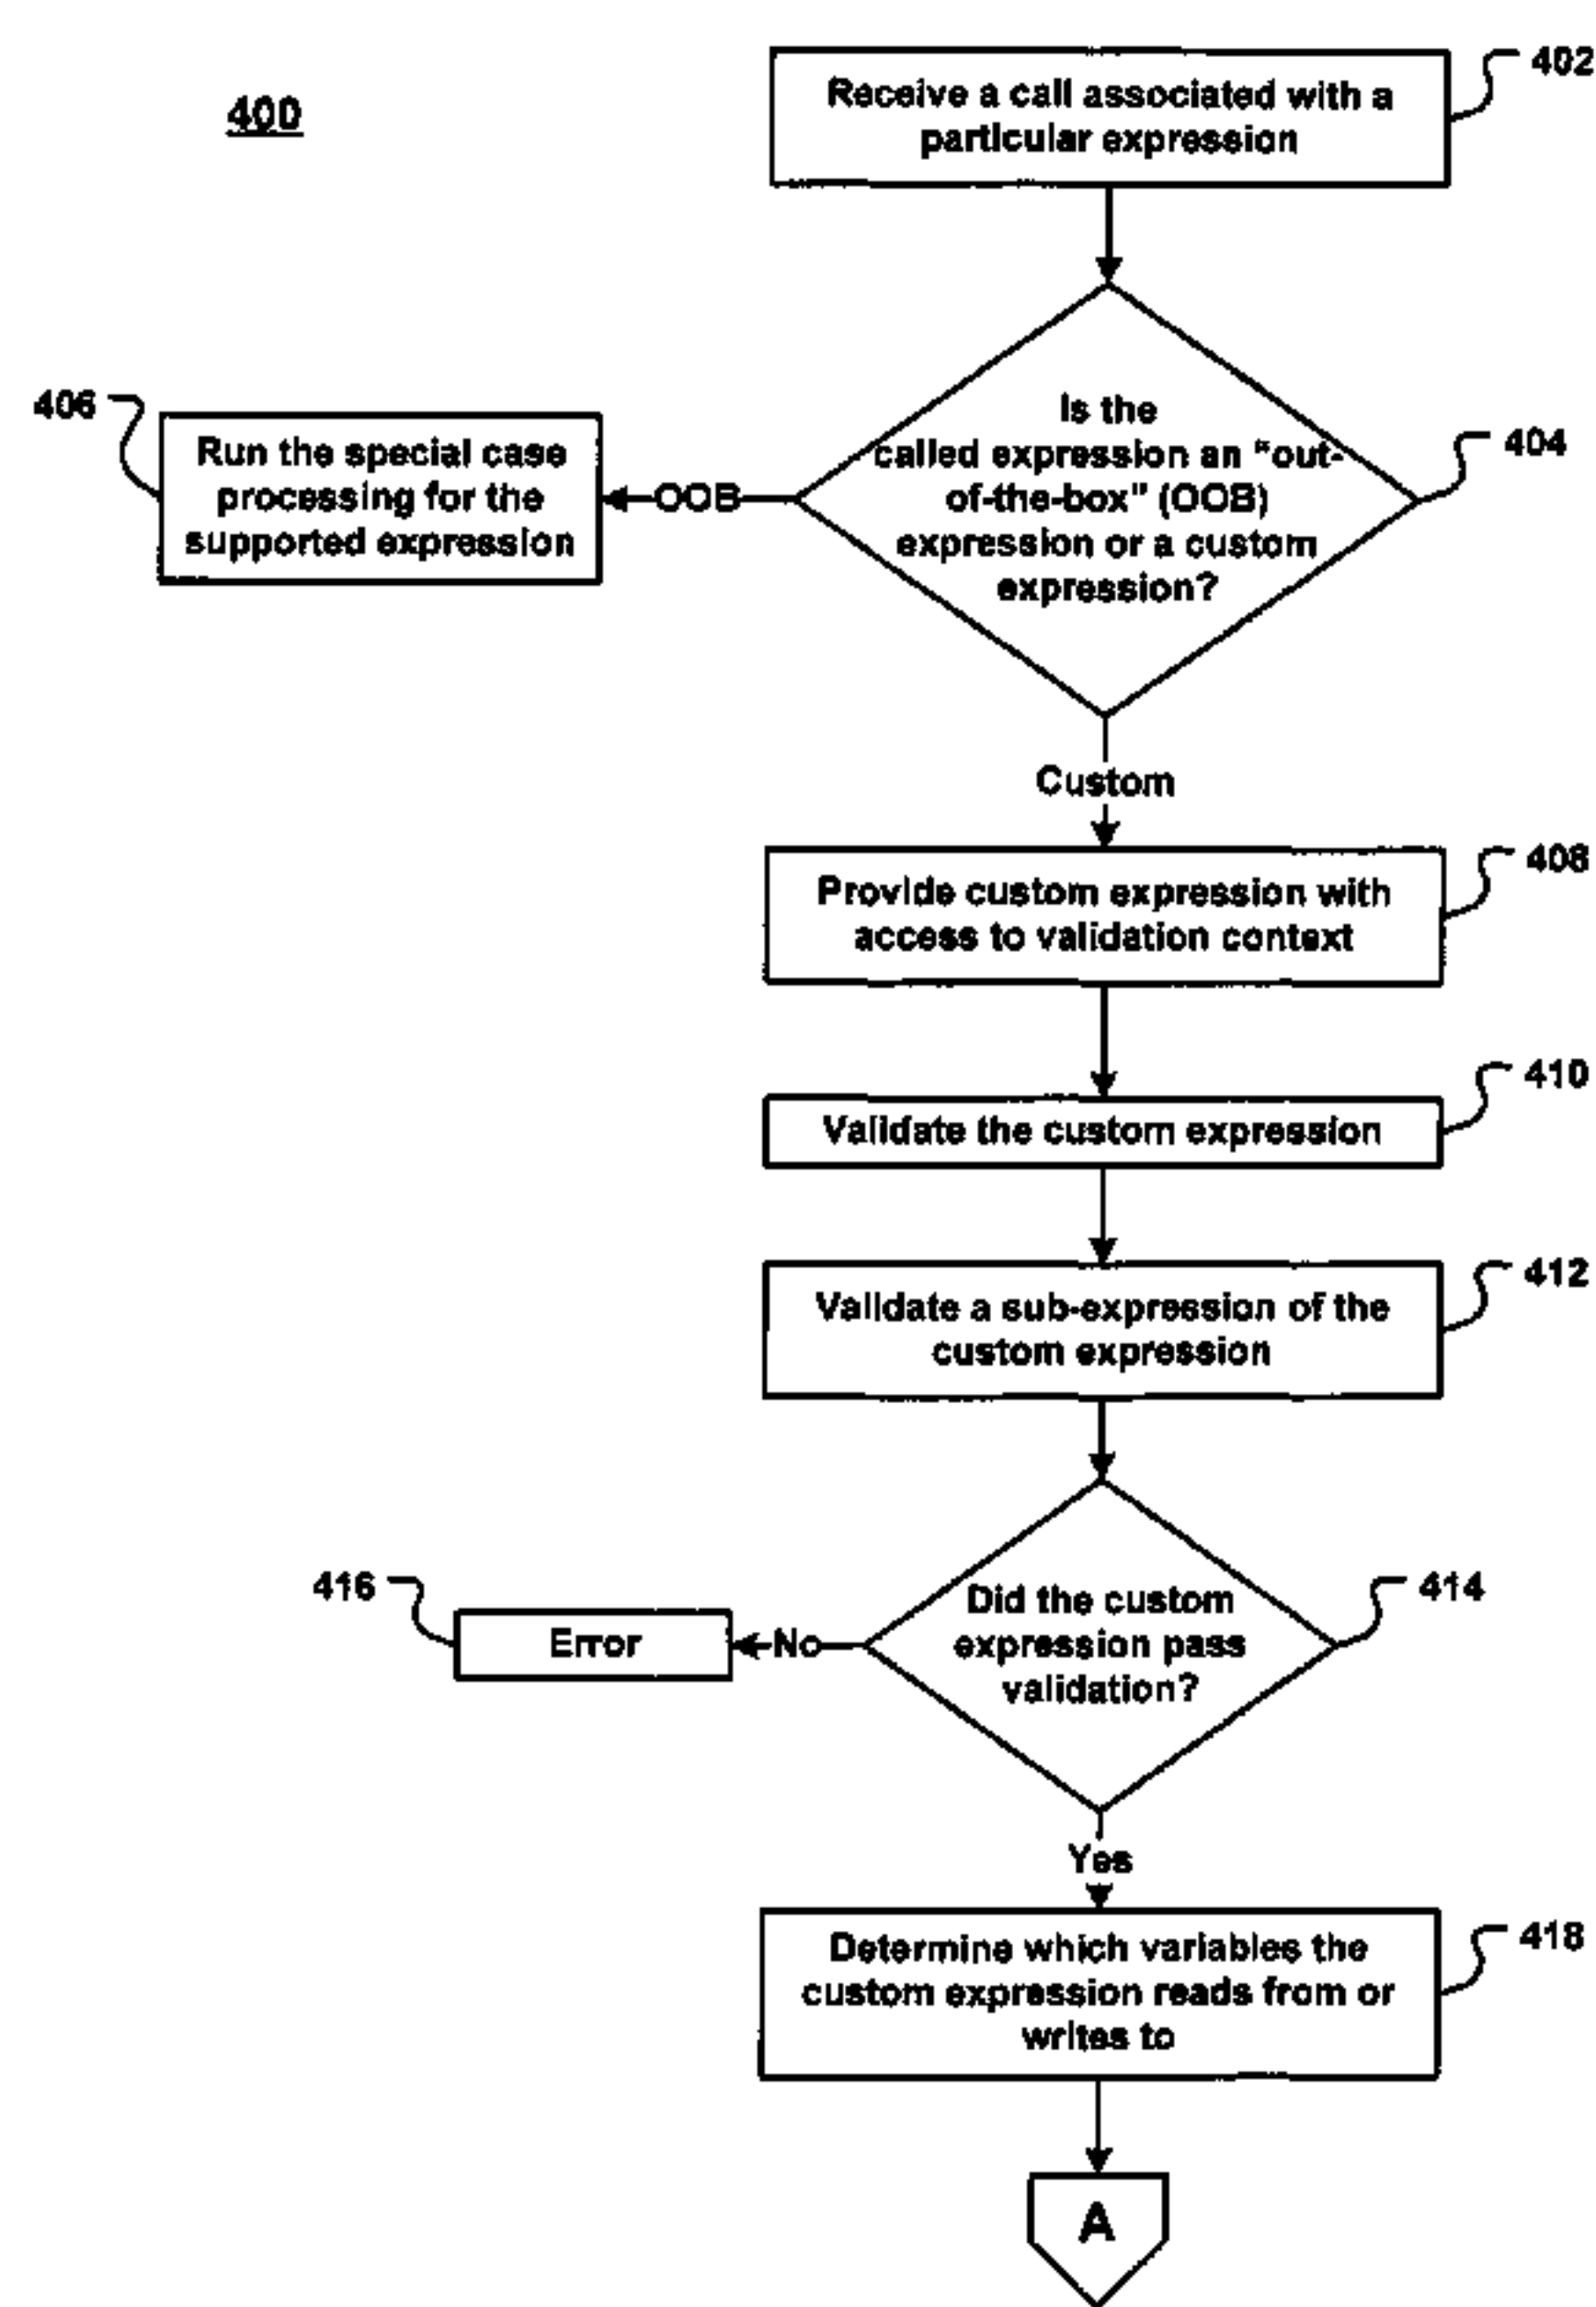 400
402
Receive a call associated with a
particular expression
Is the
called expression an “out-
of-the-box” (OOB)
expression or a custom
expression?
404
406
Run the special case
processing for the
supported expression
OOB
Custom
408
Provide custom expression with
access to validation context
410
Validate the custom expression
412
Validate a sub-expression of the
custom expression
414
Did the custom
expression pass
validation?
416
Error
No
Yes
418
Determine which variables the
custom expression reads from or
writes to
A